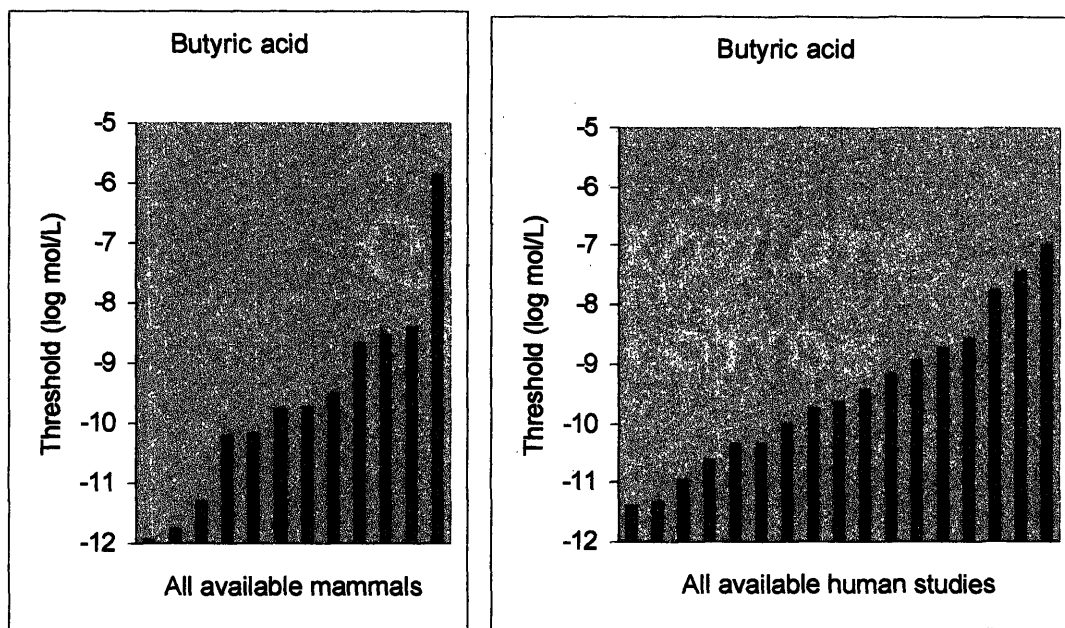 Butyric acid
Threshold (log mol/L)
-5
-6
-7
-8
-9
-10
-11
-12
All available mammals
Butyric acid
Threshold (log mol/L)
-5
-6
-7
-8
-9
-10
-11
-12
All available human studies